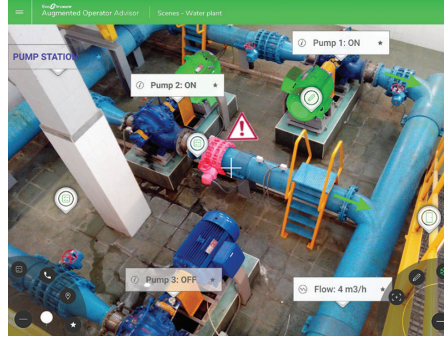 EcoStruxure
Augmented Operator Advisor
Scenes - Water plant
PUMP STATION
Pump 1: ON
Pump 2: ON
Pump 3: OFF
Flow: 4 m3/h